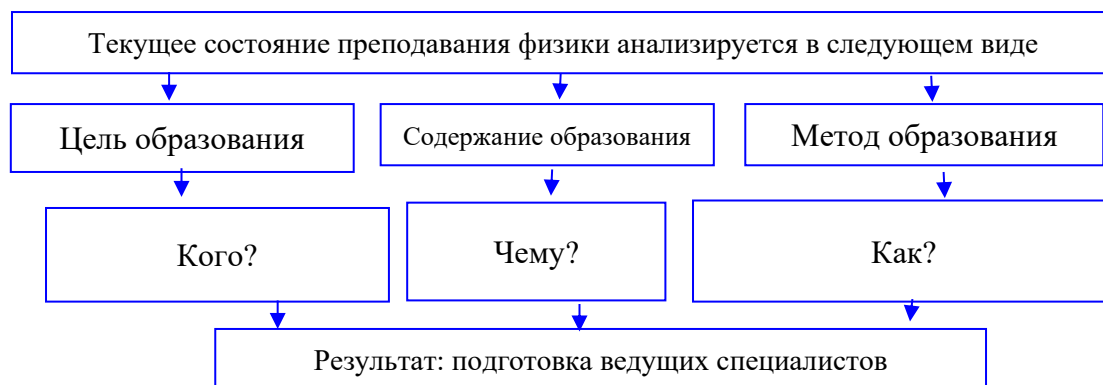 Текущее состояние преподавания физики анализируется в следующем виде
Цель образования
Содержание образования
Метод образования
Кого?
Чему?
Как?
Результат: подготовка ведущих специалистов